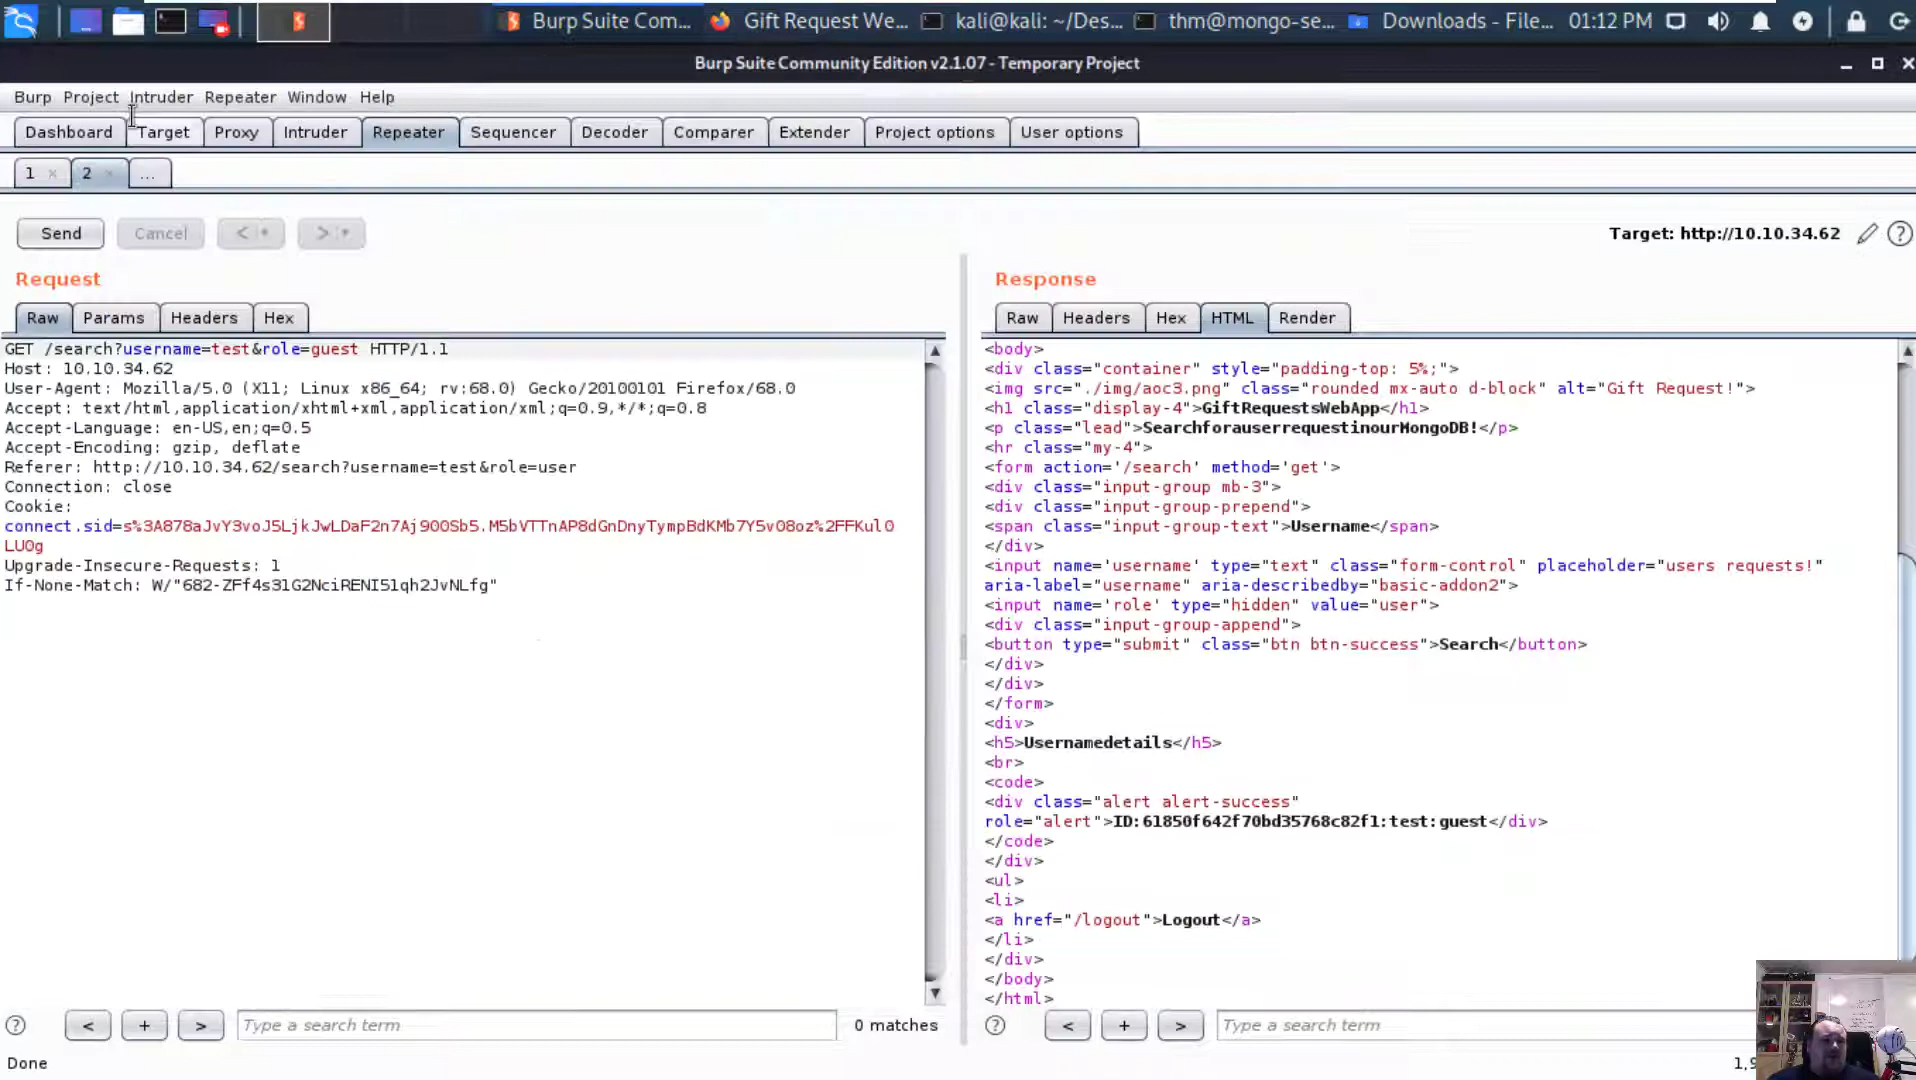 Burp Suite Com... Gift Request We... kali@kali: ~/Des... thm@mongo-se... Downloads - File... 01:12 PM
Burp Suite Community Edition v2.1.07 - Temporary Project
Burp Project Intruder Repeater Window Help
Dashboard Target Proxy Intruder Repeater Sequencer Decoder Comparer Extender Project options User options
1 × 2 × ...
Send Cancel < > Target: http://10.10.34.62 ?
Request
Raw Params Headers Hex
GET /search?username=test&role=guest HTTP/1.1
Host: 10.10.34.62
User-Agent: Mozilla/5.0 (X11; Linux x86_64; rv:68.0) Gecko/20100101 Firefox/68.0
Accept: text/html,application/xhtml+xml,application/xml;q=0.9,*/*;q=0.8
Accept-Language: en-US,en;q=0.5
Accept-Encoding: gzip, deflate
Referer: http://10.10.34.62/search?username=test&role=user
Connection: close
Cookie:
connect.sid=s%3A878aJvY3voJ5LjkJwLDaF2n7Aj900Sb5.M5bVTTnAP8dGnDnyTympBdKMb7Y5v08oz%2FFKul0
LU0g
Upgrade-Insecure-Requests: 1
If-None-Match: W/"682-ZFf4s3lG2NciRENI5lqh2JvNLfg"
? < + > Type a search term 0 matches
Response
Raw Headers Hex HTML Render
<body>
<div class="container" style="padding-top: 5%;">
<img src="./img/aoc3.png" class="rounded mx-auto d-block" alt="Gift Request!">
<h1 class="display-4">GiftRequestsWebApp</h1>
<p class="lead">SearchforauserrequestinourMongoDB!</p>
<hr class="my-4">
<form action='/search' method='get'>
<div class="input-group mb-3">
<div class="input-group-prepend">
<span class="input-group-text">Username</span>
</div>
<input name='username' type="text" class="form-control" placeholder="users requests!"
aria-label="username" aria-describedby="basic-addon2">
<input name='role' type="hidden" value="user">
<div class="input-group-append">
<button type="submit" class="btn btn-success">Search</button>
</div>
</div>
</form>
<div>
<h5>Usernamedetails</h5>
<br>
<code>
<div class="alert alert-success"
role="alert">ID:61850f642f70bd35768c82f1:test:guest</div>
</code>
</div>
<ul>
<li>
<a href="/logout">Logout</a>
</li>
</div>
</body>
</html>
? < + > Type a search term
Done